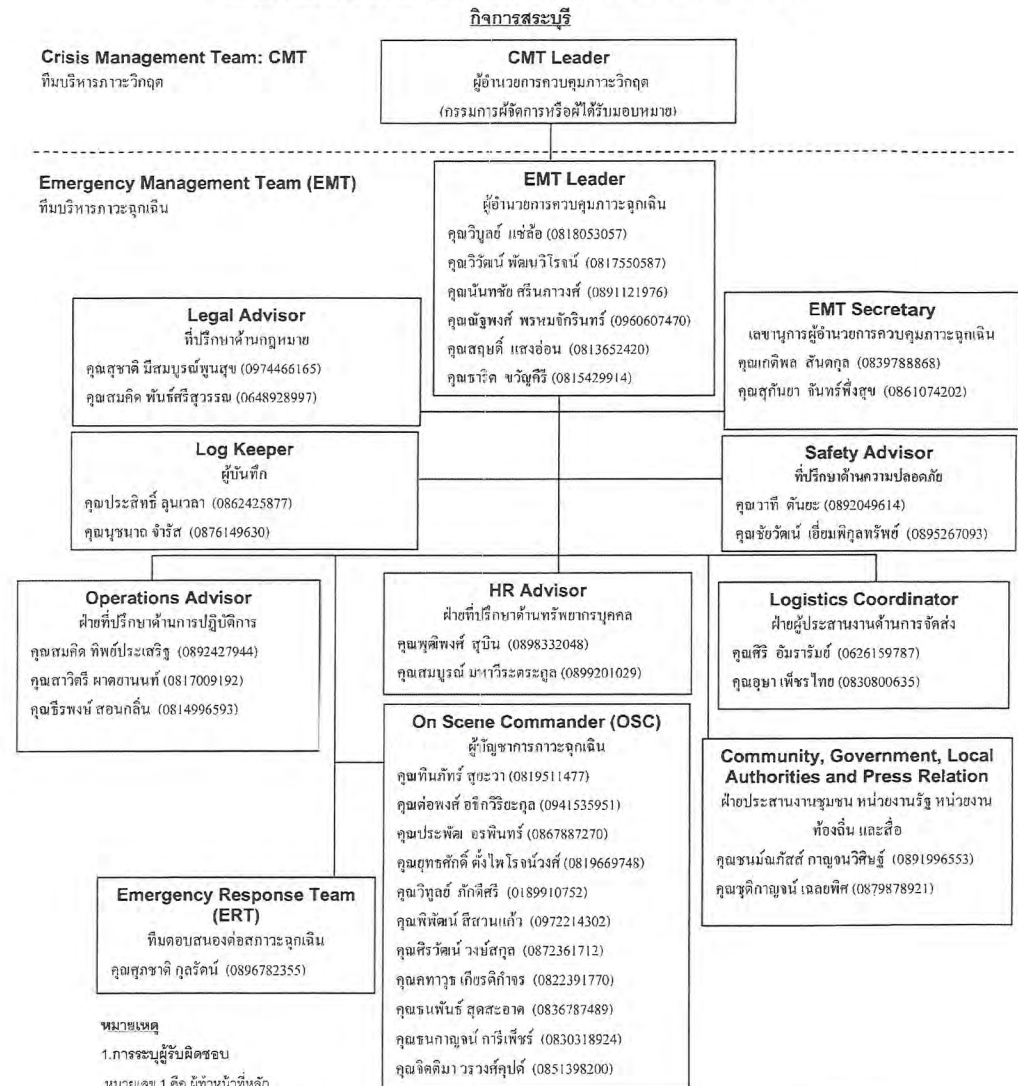 กิจการสระบุรี
Crisis Management Team: CMT
ทีมบริหารภาวะวิกฤต
CMT Leader
ผู้อำนวยการควบคุมภาวะวิกฤต
(กรรมการผู้จัดการหรือผู้ได้รับมอบหมาย)
Emergency Management Team (EMT)
ทีมบริหารภาวะฉุกเฉิน
EMT Leader
ผู้อำนวยการควบคุมภาวะฉุกเฉิน
คุณวิบูลย์ แซ่ล้อ (0818053057)
คุณวิวัฒน์ พัฒนวิโรจน์ (0817550587)
คุณนันทชัย ศรีนภาวงศ์ (0891121976)
คุณณัฐพงศ์ พรหมจักรินทร์ (0960607470)
คุณสฤษดิ์ แสงอ่อน (0813652420)
คุณธาริต ขวัญคีรี (0815429914)
Legal Advisor
ที่ปรึกษาด้านกฎหมาย
คุณสุชาติ มีสมบูรณ์พูนสุข (0974466165)
คุณสมคิด พันธ์ศรีสุวรรณ (0648928997)
EMT Secretary
เลขานุการผู้อำนวยการควบคุมภาวะฉุกเฉิน
คุณเกติพล สันตกุล (0839788868)
คุณสุกันยา จันทร์พึ่งสุข (0861074202)
Log Keeper
ผู้บันทึก
คุณประสิทธิ์ ลุนเวลา (0862425877)
คุณนุชนาถ จำรัส (0876149630)
Safety Advisor
ที่ปรึกษาด้านความปลอดภัย
คุณวาที ตันยะ (0892049614)
คุณชัยวัฒน์ เอี่ยมพิกุลทรัพย์ (0895267093)
Operations Advisor
ฝ่ายที่ปรึกษาด้านการปฏิบัติการ
คุณสมคิด ทิพย์ประเสริฐ (0892427944)
คุณสาวิตรี ผาตยานนท์ (0817009192)
คุณธีรพงษ์ สอนกลิ่น (0814996593)
HR Advisor
ฝ่ายที่ปรึกษาด้านทรัพยากรบุคคล
คุณพุฒิพงศ์ สุบิน (0898332048)
คุณสมบูรณ์ มหาวีระตระกูล (0899201029)
Logistics Coordinator
ฝ่ายผู้ประสานงานด้านการจัดส่ง
คุณศิริ อัมรารัมย์ (0626159787)
คุณอุษา เพ็ชรไทย (0830800635)
On Scene Commander (OSC)
ผู้บัญชาการภาวะฉุกเฉิน
คุณทินภัทร์ สุยะวา (0819511477)
คุณต่อพงศ์ อธิกวิริยะกุล (0941535951)
คุณประพัฒ อรพินทร์ (0867887270)
คุณยุทธศักดิ์ ตั้งไพโรจน์วงศ์ (0819669748)
คุณวิทูลย์ ภักดีศรี (0189910752)
คุณพิพัฒน์ สีสานแก้ว (0972214302)
คุณศิรวัฒน์ วงษ์สกุล (0872361712)
คุณคทาวุธ เกียรติกำจร (0822391770)
คุณธนพันธ์ สุดสะอาด (0836787489)
คุณธนกาญจน์ การีเพ็ชร์ (0830318924)
คุณจิตติมา วรวงศ์คุปต์ (0851398200)
Community, Government, Local
Authorities and Press Relation
ฝ่ายประสานงานชุมชน หน่วยงานรัฐ หน่วยงาน
ท้องถิ่น และสื่อ
คุณชนม์ณภัสส์ กาญจนวิศิษฐ์ (0891996553)
คุณชุติกาญจน์ เฉลยพิศ (0879878921)
Emergency Response Team
(ERT)
ทีมตอบสนองต่อสภาวะฉุกเฉิน
คุณศุภชาติ กุลรัตน์ (0896782355)
หมายเหตุ
1.การระบุผู้รับผิดชอบ
หมายเลข 1 คือ ผู้ทำหน้าที่หลัก